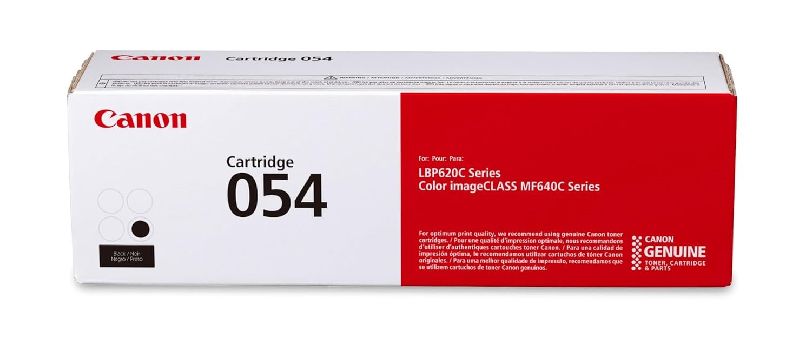 Canon Cartridge 054
WARNING / ATTENTION / ADVERTENCIA / ATENÇÃO
Canon
Cartridge
054
Black / Noir
Negro / Preto
For: Pour: Para:
LBP620C Series
Color imageCLASS MF640C Series
For optimum print quality, we recommend using genuine Canon toner
cartridges. / Pour une qualité d'impression optimale, nous recommandons
d'utiliser d'authentiques cartouches toner Canon. / Para una calidad de
impresión óptima, le recomendamos utilizar cartuchos de tóner Canon
originales. / Para uma melhor qualidade de impressão, recomendamos que
se utilizem cartuchos de toner Canon genuínos.
CANON
GENUINE
TONER, CARTRIDGE
& PARTS